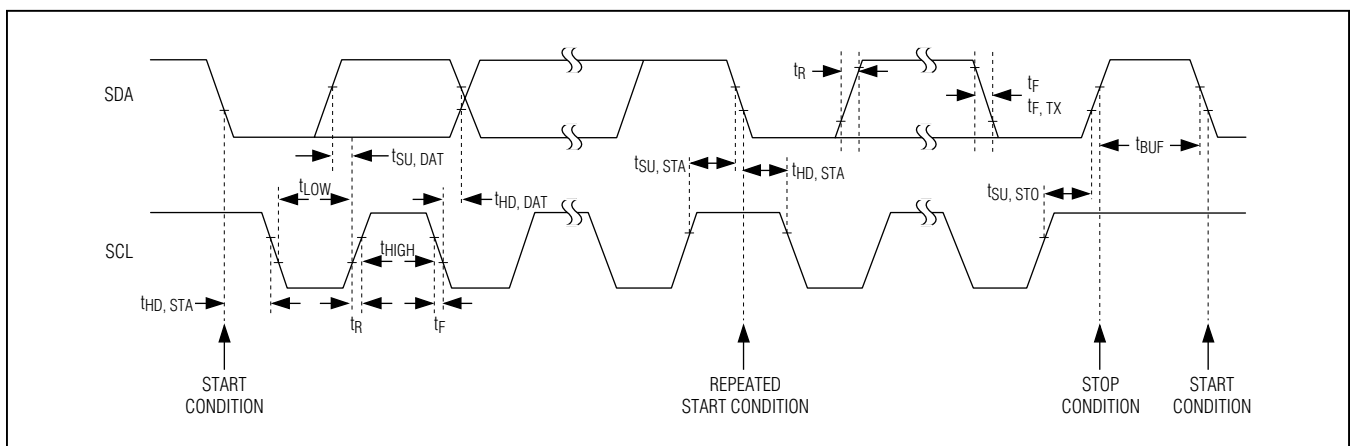 SDA
tR
tF
tF, TX
tSU, DAT
tSU, STA
tHD, STA
tBUF
tLOW
tHD, DAT
tSU, STO
SCL
tHIGH
tHD, STA
tR
tF
START
CONDITION
REPEATED
START CONDITION
STOP
CONDITION
START
CONDITION